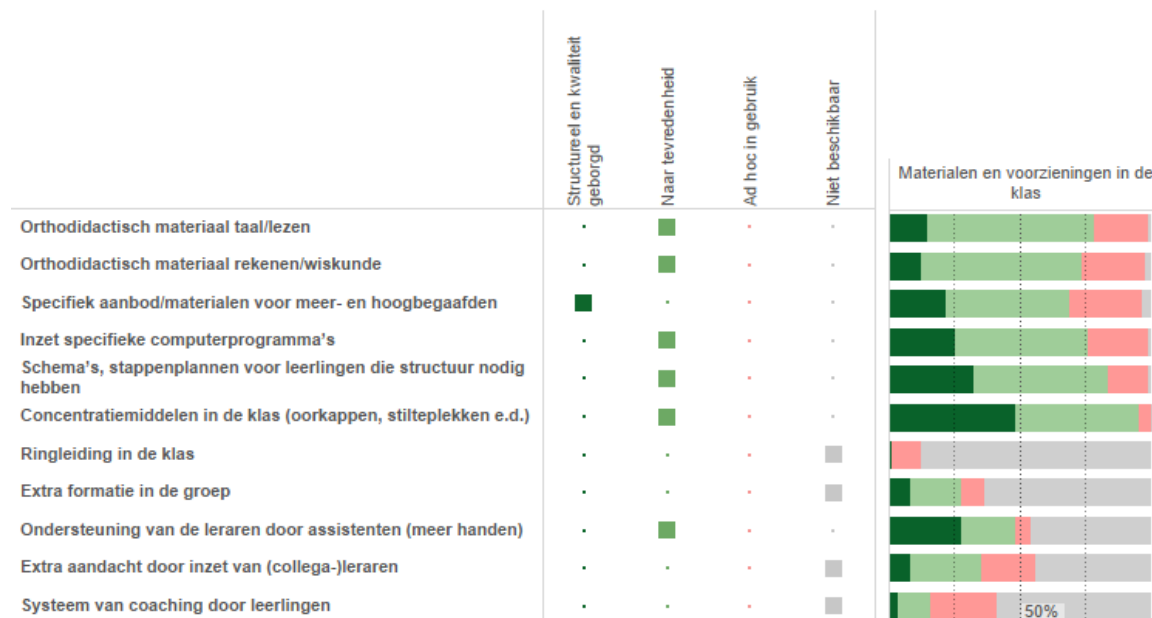 Structureel en kwaliteit
geborgd
Naar tevredenheid
Ad hoc in gebruik
Niet beschikbaar
Materialen en voorzieningen in de
klas
Orthodidactisch materiaal taal/lezen
Orthodidactisch materiaal rekenen/wiskunde
Specifiek aanbod/materialen voor meer- en hoogbegaafden
Inzet specifieke computerprogramma's
Schema's, stappenplannen voor leerlingen die structuur nodig
hebben
Concentratiemiddelen in de klas (oorkappen, stilteplekken e.d.)
Ringleiding in de klas
Extra formatie in de groep
Ondersteuning van de leraren door assistenten (meer handen)
Extra aandacht door inzet van (collega-)leraren
Systeem van coaching door leerlingen
50%